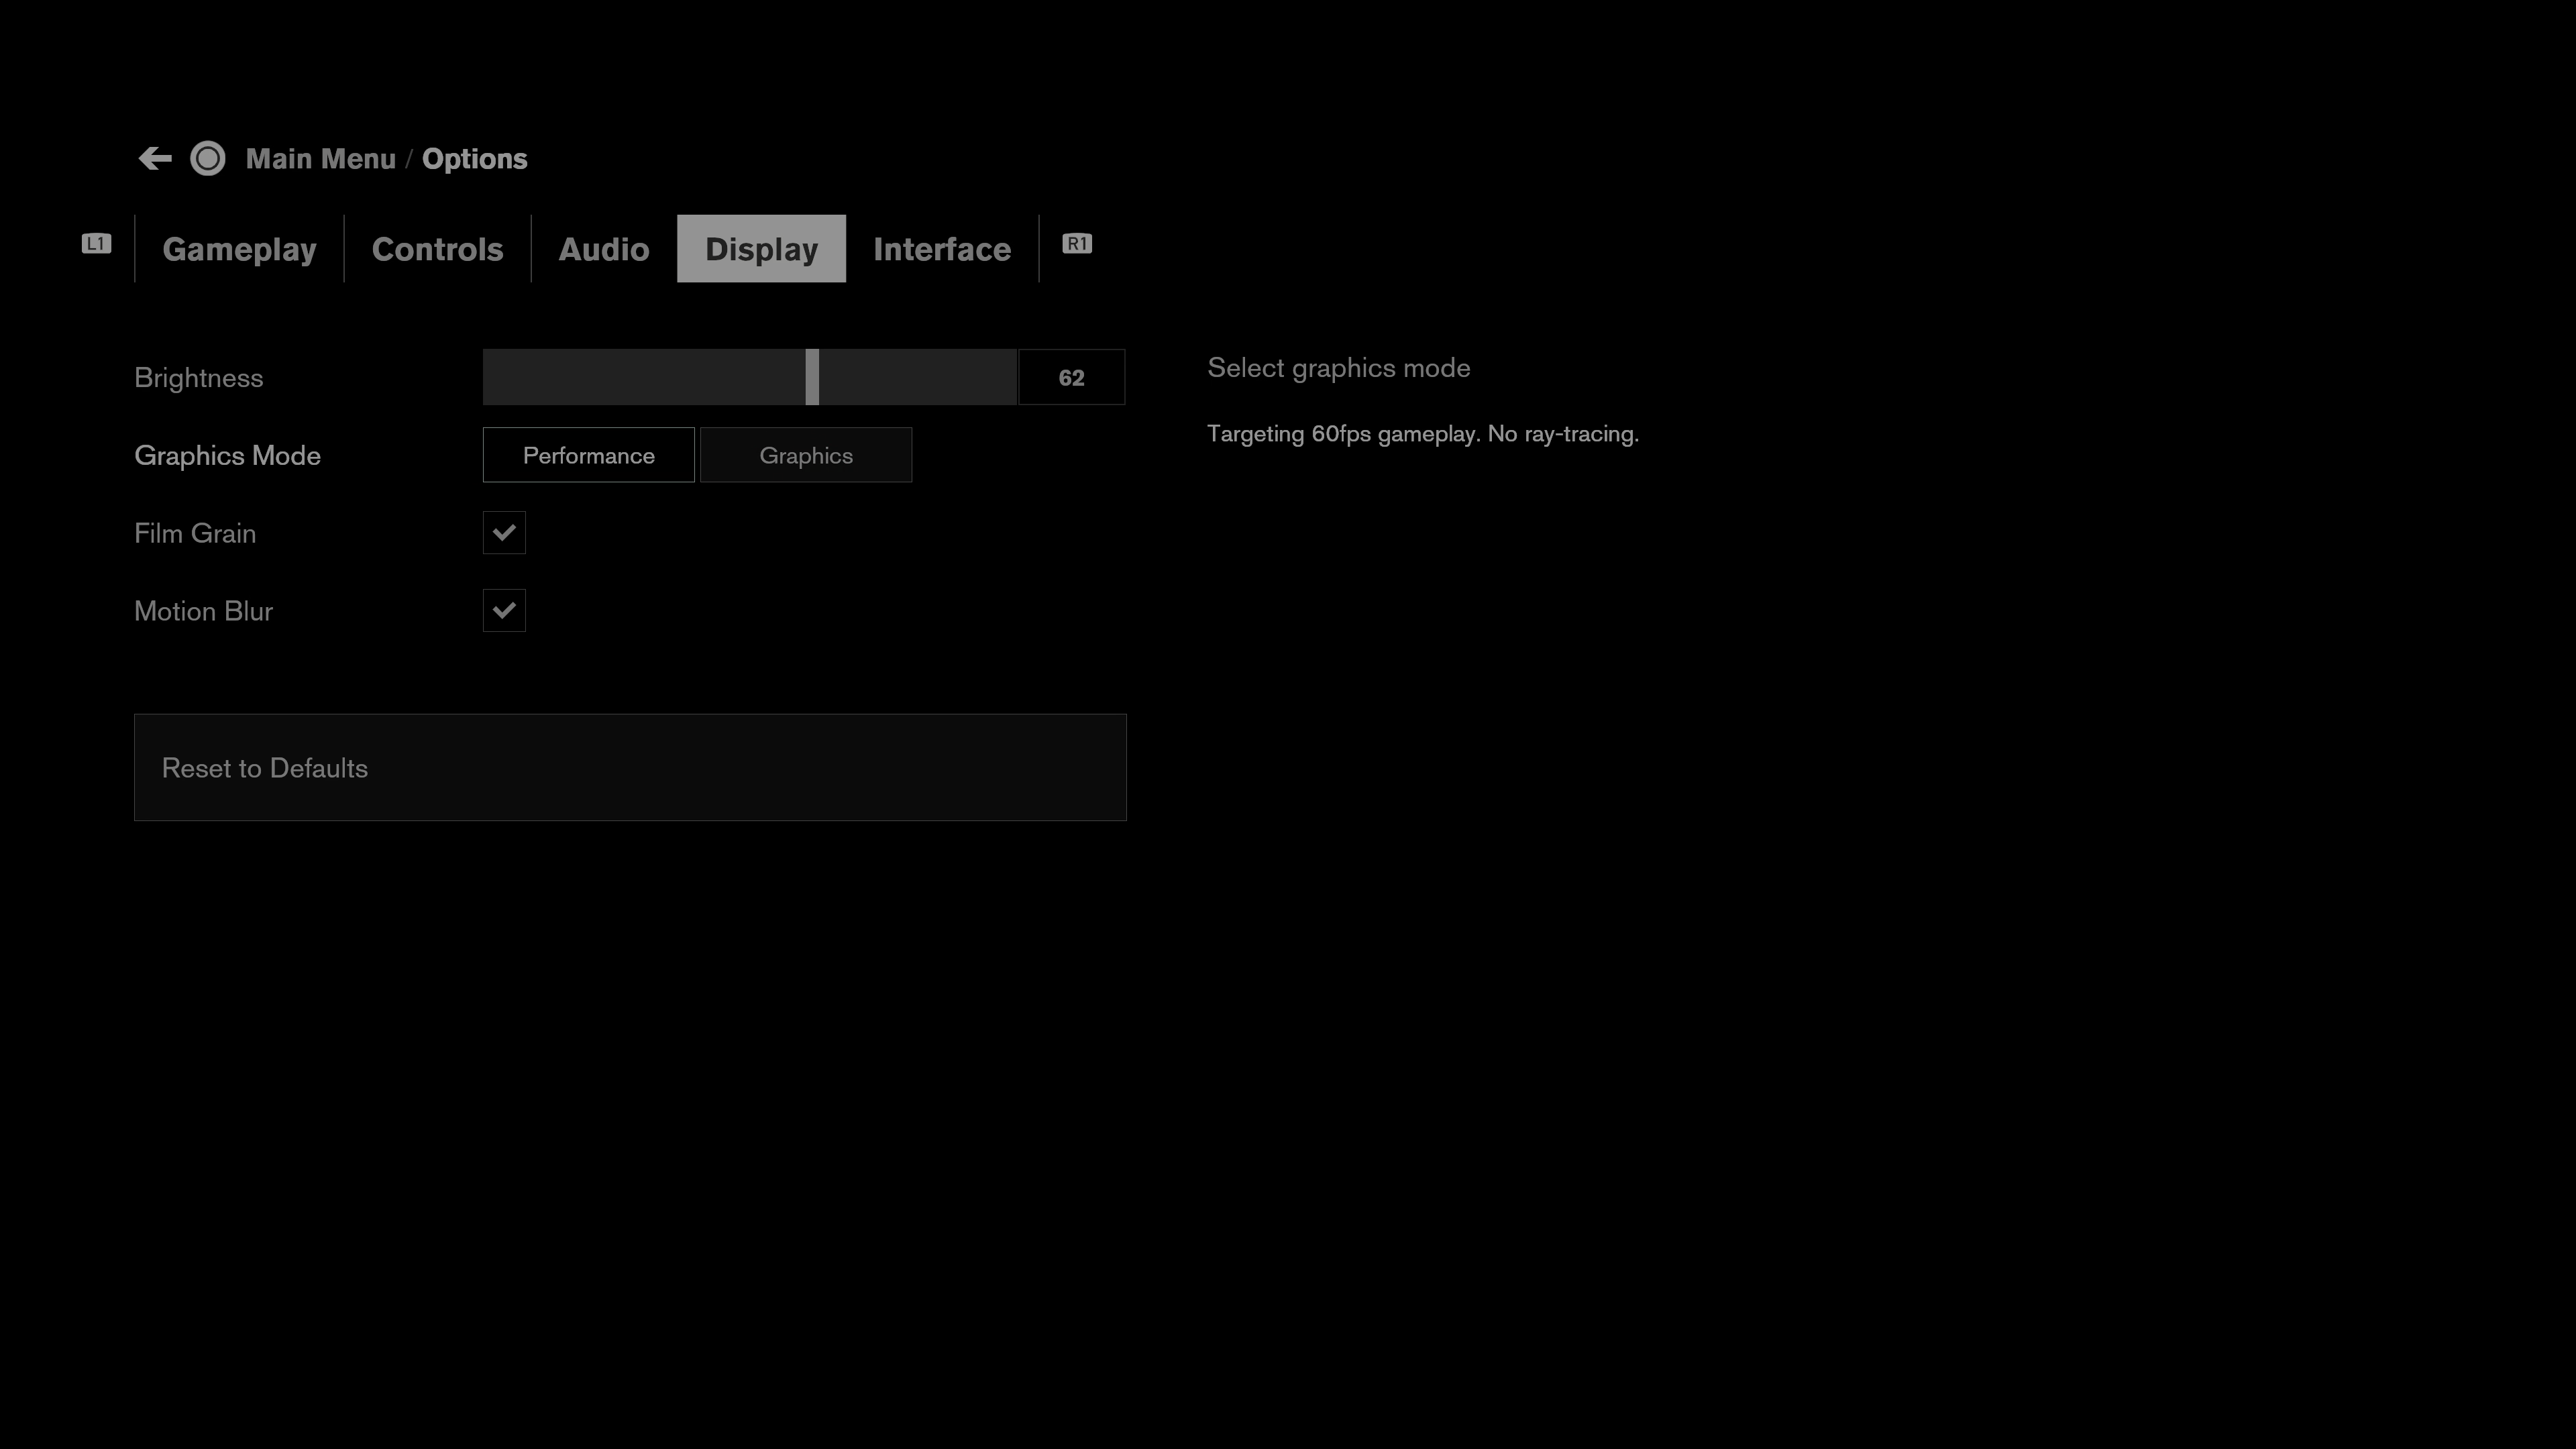 Main Menu / Options
L1 Gameplay Controls Audio Display Interface R1
Brightness 62
Select graphics mode
Targeting 60fps gameplay. No ray-tracing.
Graphics Mode Performance Graphics
Film Grain
Motion Blur
Reset to Defaults